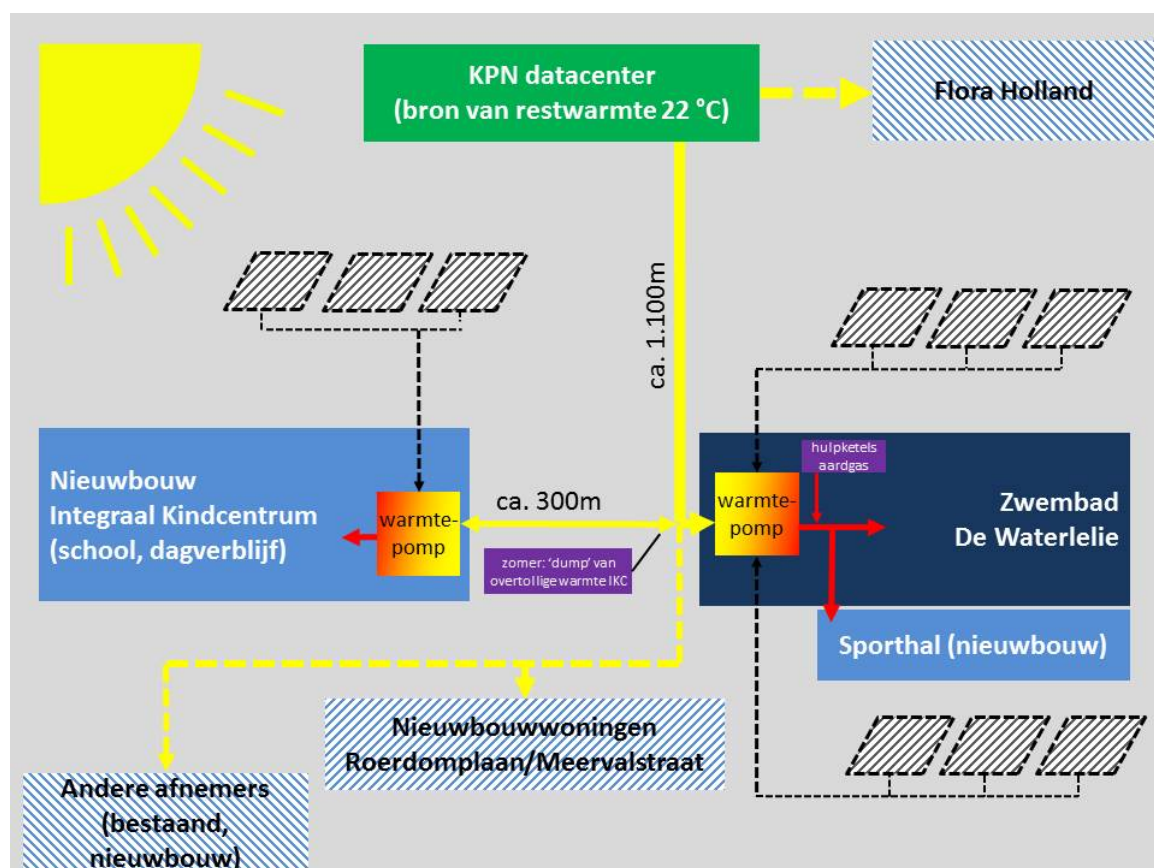 KPN datacenter
(bron van restwarmte 22 °C)
Flora Holland
ca. 1.100m
Nieuwbouw
Integraal Kindcentrum
(school, dagverblijf)
warmte-
pomp
ca. 300m
zomer: ‘dump’ van
overtollige warmte IKC
warmte-
pomp
hulpketels
aardgas
Zwembad
De Waterlelie
Sporthal (nieuwbouw)
Nieuwbouwwoningen
Roerdomplaan/Meervalstraat
Andere afnemers
(bestaand,
nieuwbouw)